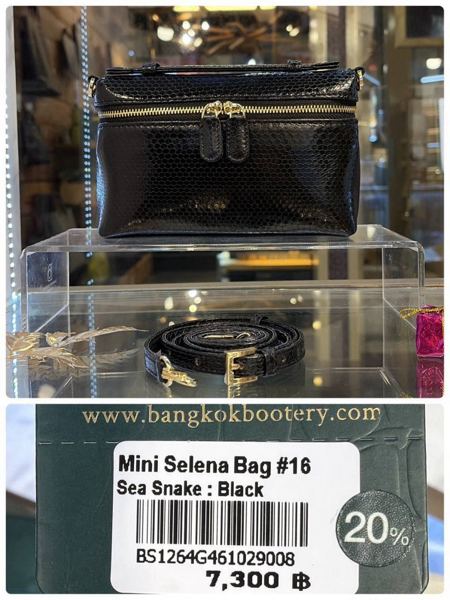 www.bangkokbootery.com
Mini Selena Bag #16
Sea Snake : Black
BS1264G461029008
7,300 ฿
20%